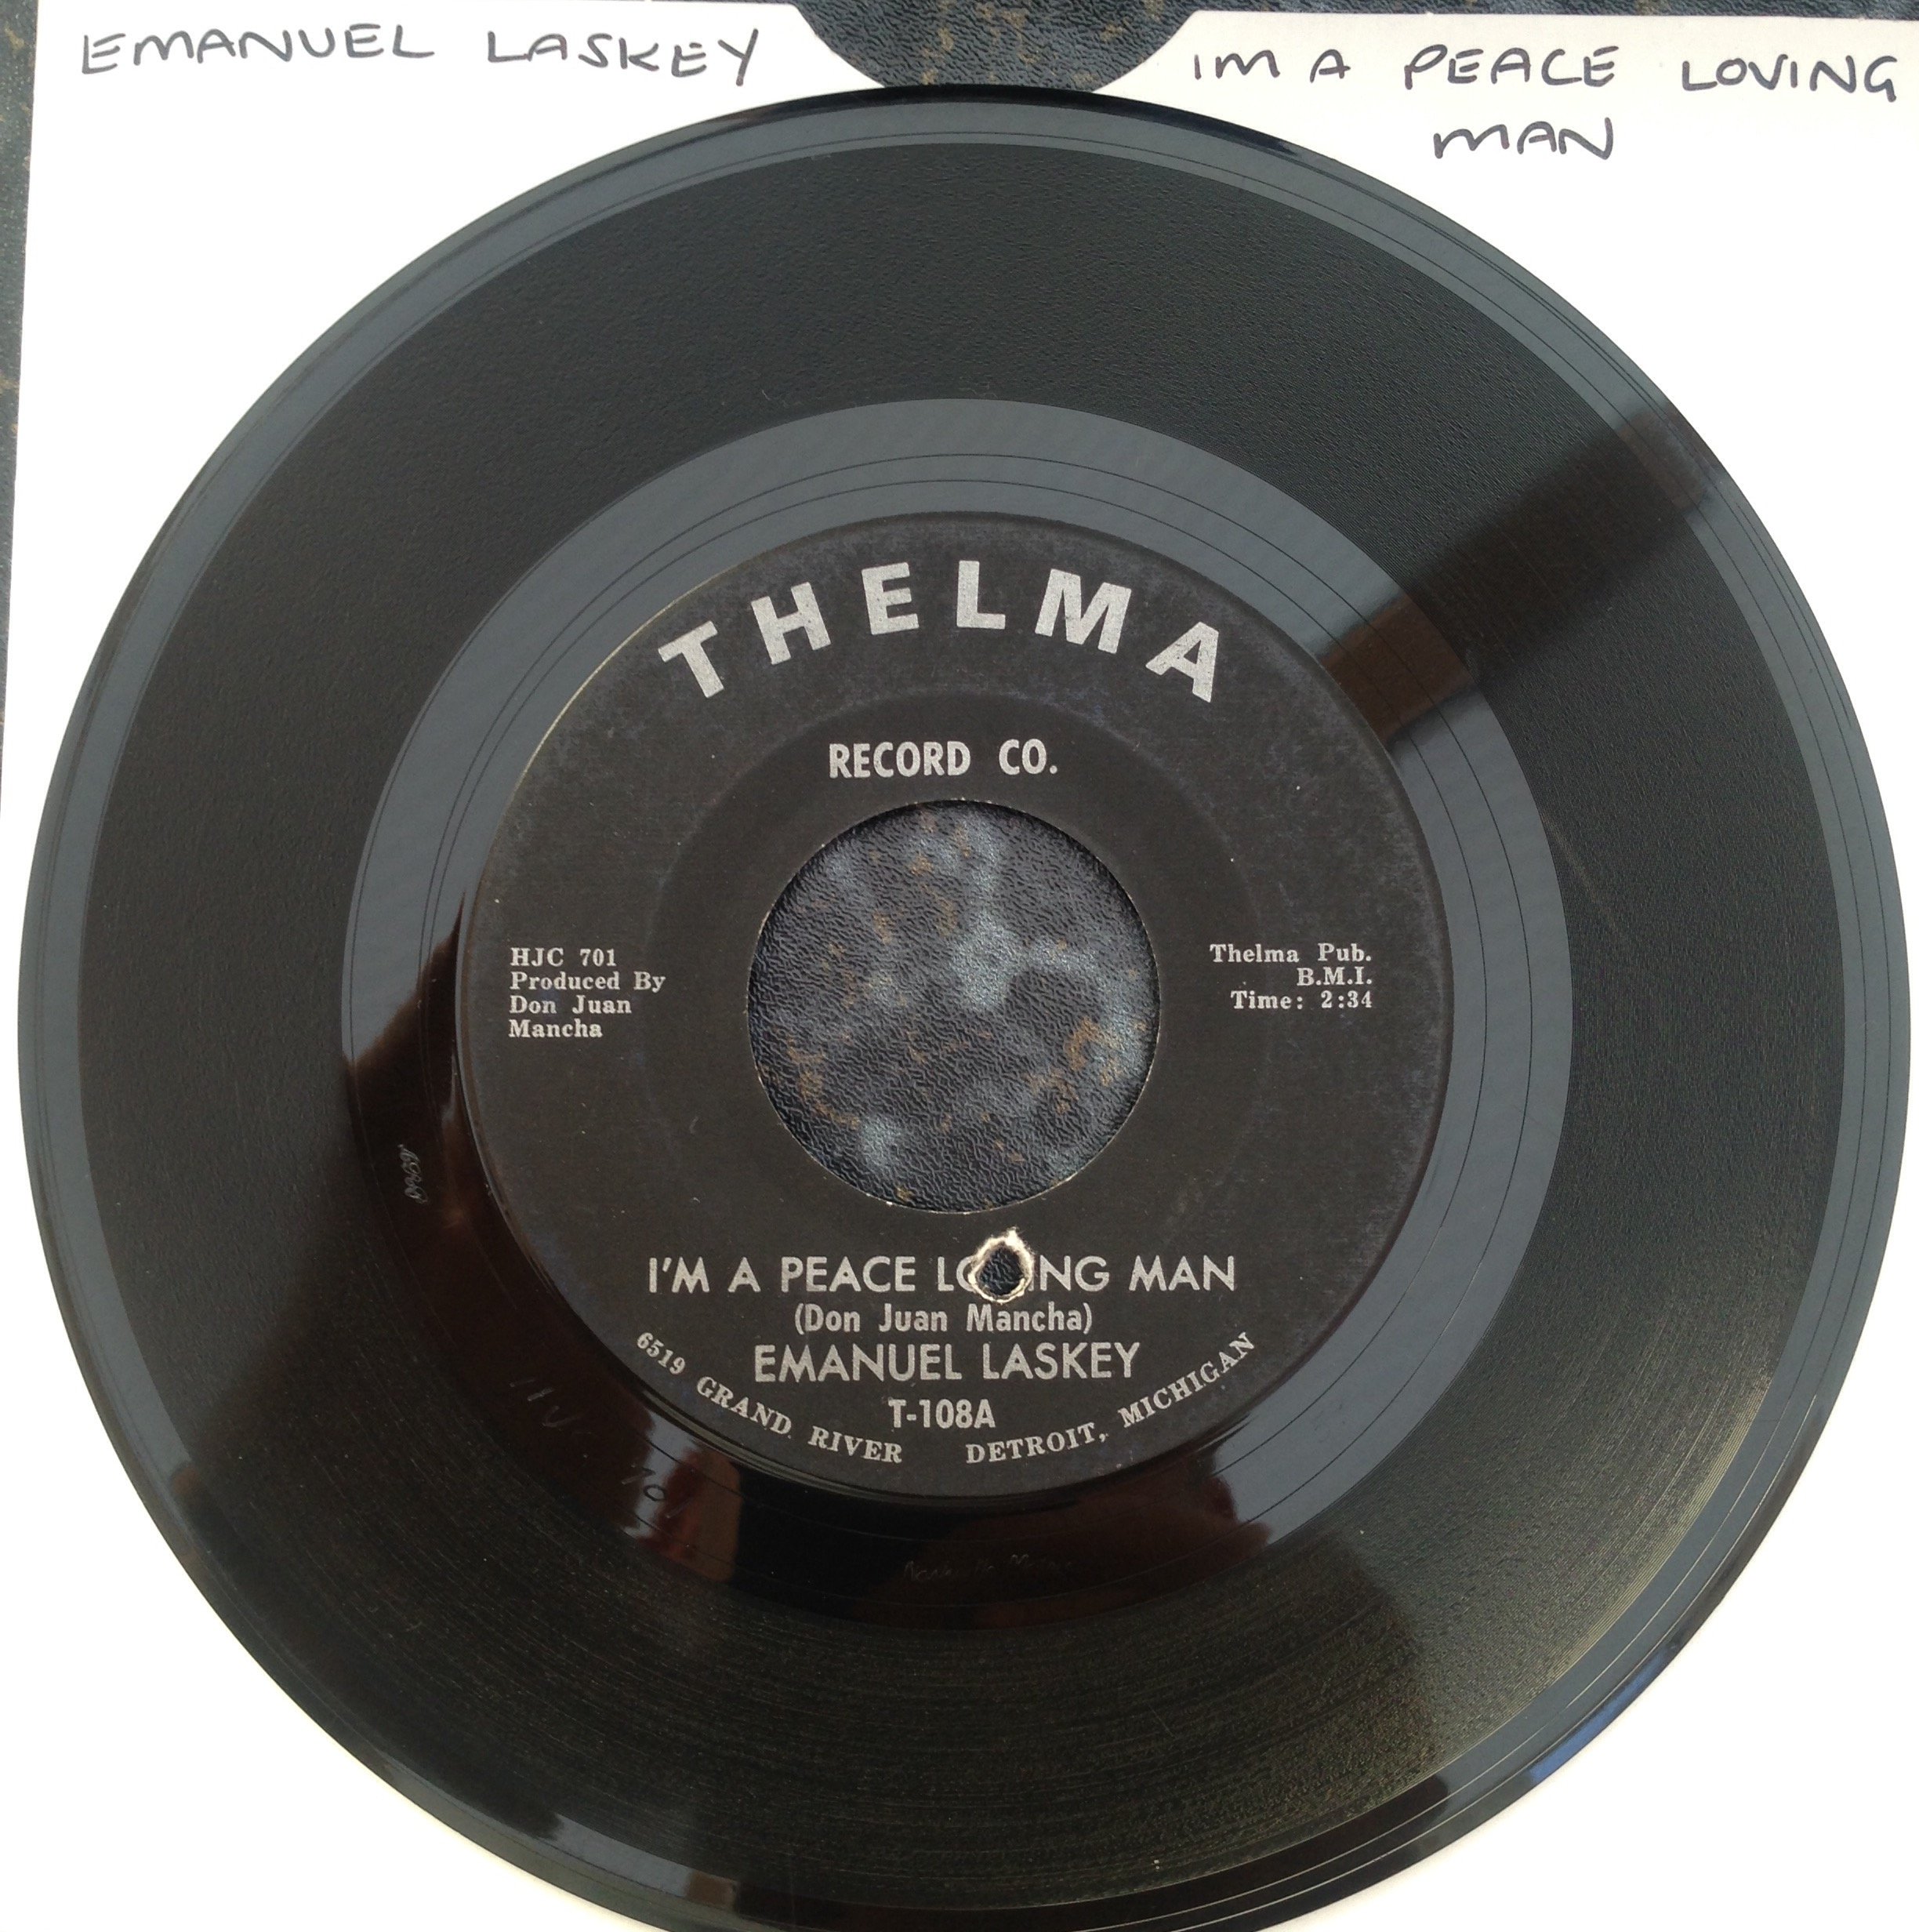 EMANUEL LASKEY
IM A PEACE LOVING
MAN
THELMA
RECORD CO.
HJC 701
Produced By
Don Juan
Mancha
Thelma Pub.
B.M.I.
Time: 2:34
I'M A PEACE LOVING MAN
(Don Juan Mancha)
EMANUEL LASKEY
T-108A
6519 GRAND RIVER DETROIT, MICHIGAN